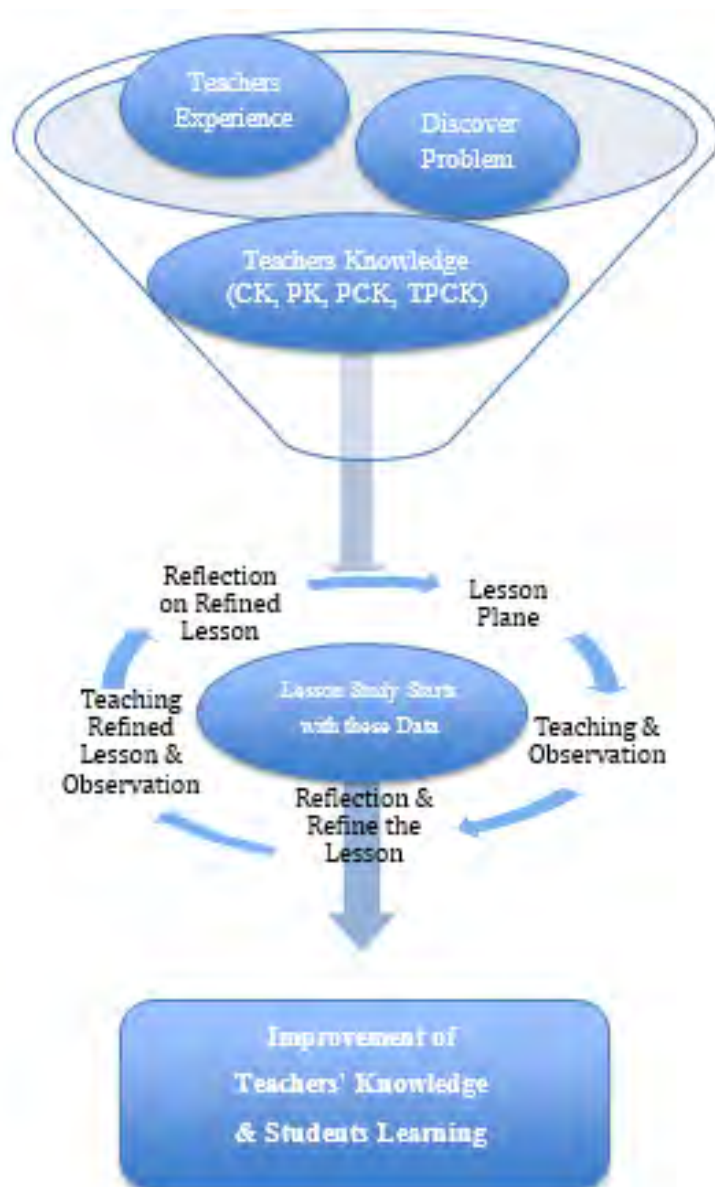 Teachers
Experience
Discover
Problem
Teachers Knowledge
(CK, PK, PCK, TPCK)
Reflection
on Refined
Lesson
Lesson
Plane
Teaching
Refined
Lesson &
Observation
Lesson Study Starts
with these Data
Teaching &
Observation
Reflection &
Refine the
Lesson
Improvement of
Teachers' Knowledge
& Students Learning